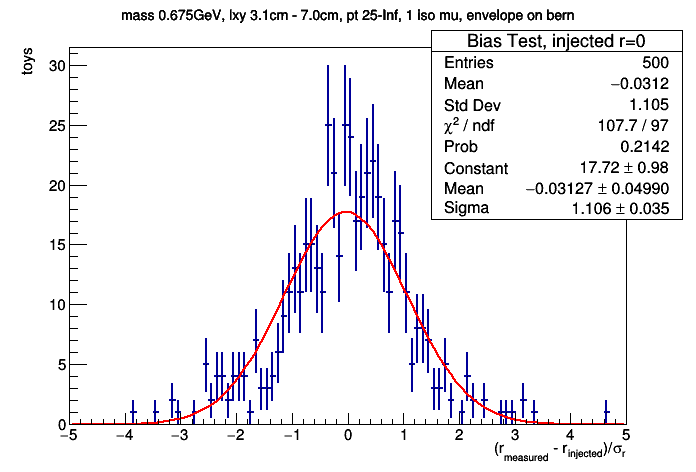 mass 0.675GeV, lxy 3.1cm - 7.0cm, pt 25-Inf, 1 Iso mu, envelope on bern
Bias Test, injected r=0
Entries 500
Mean −0.0312
Std Dev 1.105
χ² / ndf 107.7 / 97
Prob 0.2142
Constant 17.72 ± 0.98
Mean −0.03127 ± 0.04990
Sigma 1.106 ± 0.035
toys
30
25
20
15
10
5
0
−5 −4 −3 −2 −1 0 1 2 3 4 5
(r_measured - r_injected)/σ_r